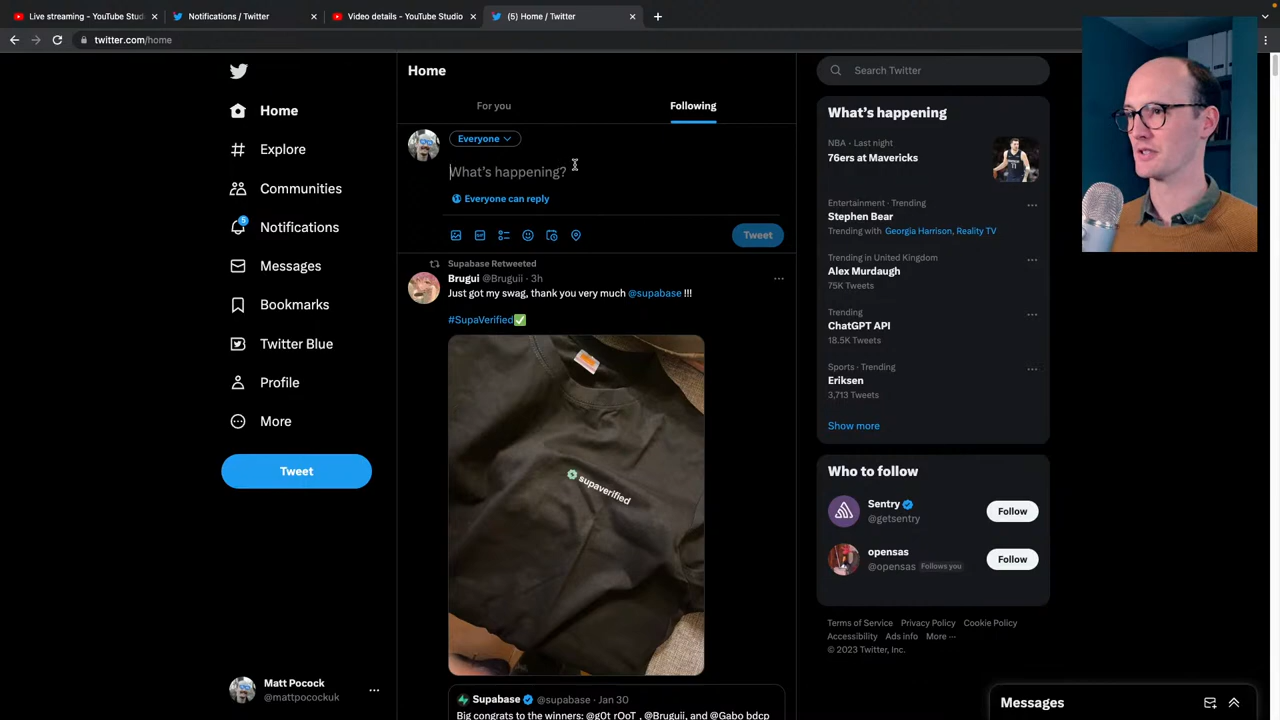 Live streaming - YouTube Stud
Notifications / Twitter
Video details - YouTube Studio
(5) Home / Twitter
twitter.com/home
Home
Explore
Communities
5
Notifications
Messages
Bookmarks
Twitter Blue
Profile
More
Tweet
Matt Pocock
@mattpocockuk
Home
For you
Following
Everyone
What's happening?
Everyone can reply
GIF
Tweet
Supabase Retweeted
Brugui @Bruguii · 3h
Just got my swag, thank you very much @supabase !!!
#SupaVerified✅
supaverified
Supabase @supabase · Jan 30
Big congrats to the winners: @g0t_rOoT_, @Bruguii, and @Gabo_bdcp
Search Twitter
What's happening
NBA · Last night
76ers at Mavericks
Entertainment · Trending
Stephen Bear
Trending with Georgia Harrison, Reality TV
Trending in United Kingdom
Alex Murdaugh
75K Tweets
Trending
ChatGPT API
18.5K Tweets
Sports · Trending
Eriksen
3,713 Tweets
Show more
Who to follow
Sentry
@getsentry
Follow
opensas
@opensas Follows you
Follow
Terms of Service Privacy Policy Cookie Policy
Accessibility Ads info More ···
© 2023 Twitter, Inc.
Messages